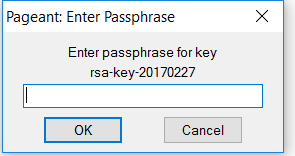 Pageant: Enter Passphrase
Enter passphrase for key
rsa-key-20170227
OK
Cancel